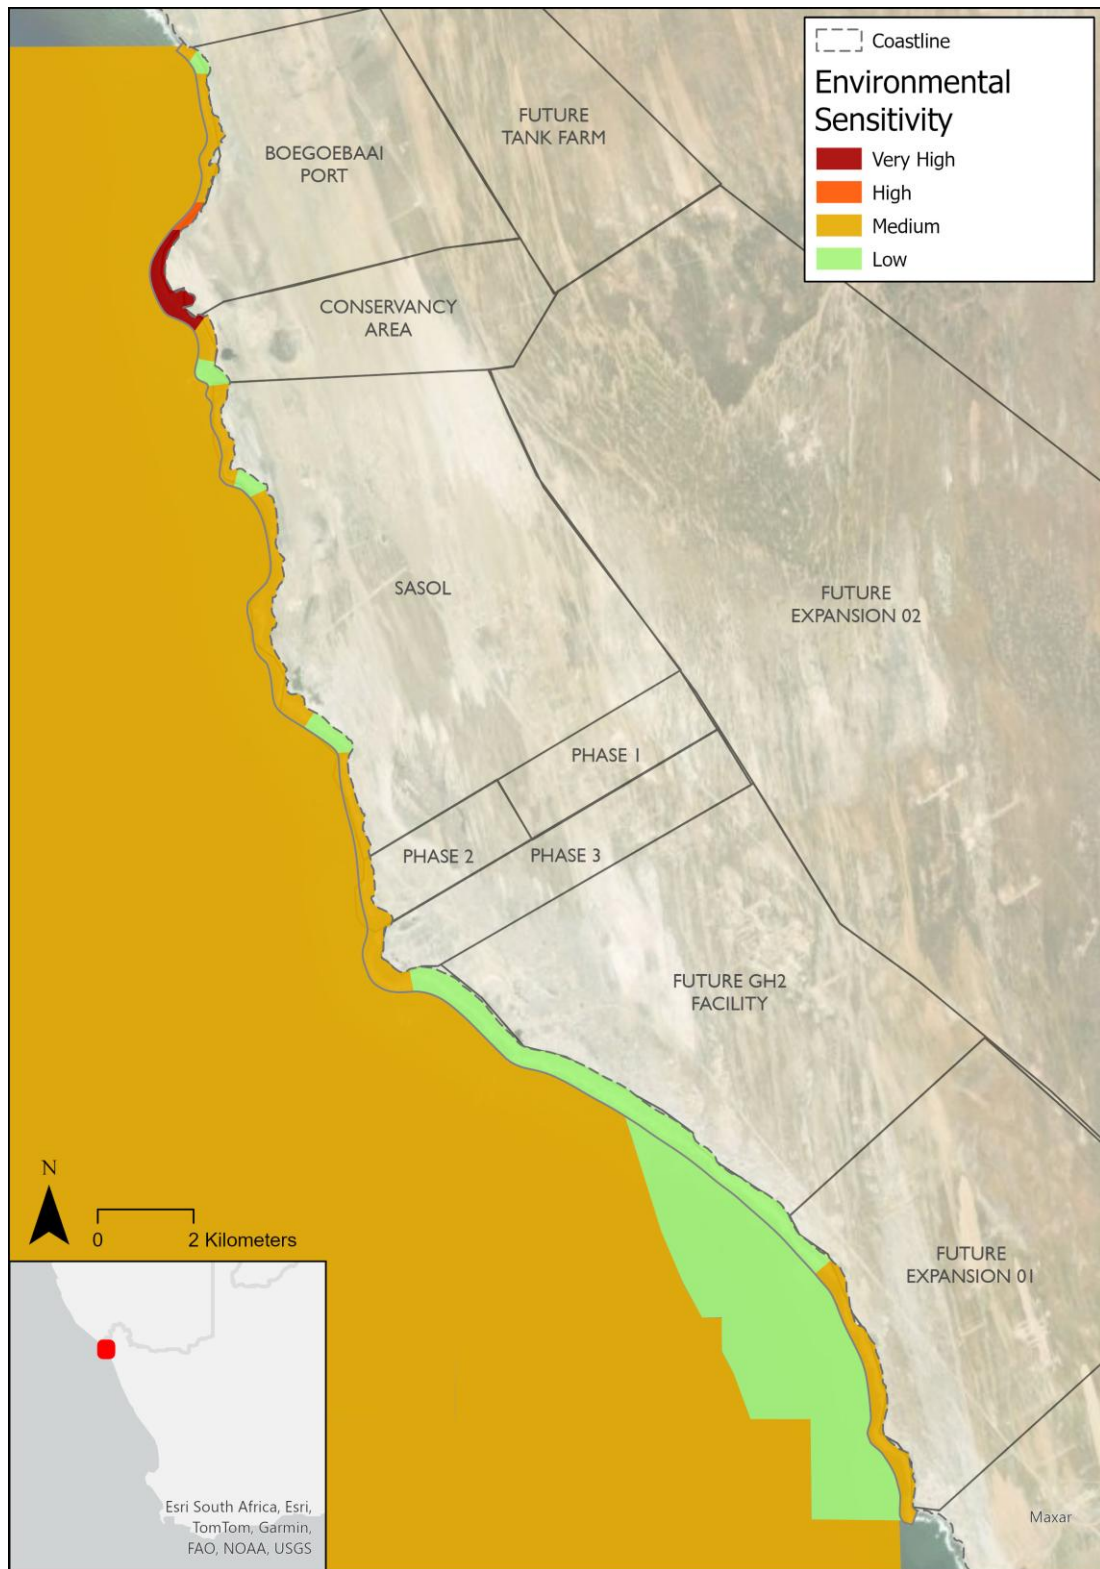 Coastline
Environmental
Sensitivity
Very High
High
Medium
Low
FUTURE
TANK FARM
BOEGOEBAAI
PORT
CONSERVANCY
AREA
SASOL
FUTURE
EXPANSION 02
PHASE 1
PHASE 2
PHASE 3
FUTURE GH2
FACILITY
FUTURE
EXPANSION 01
N
0 2 Kilometers
Esri South Africa, Esri,
TomTom, Garmin,
FAO, NOAA, USGS
Maxar